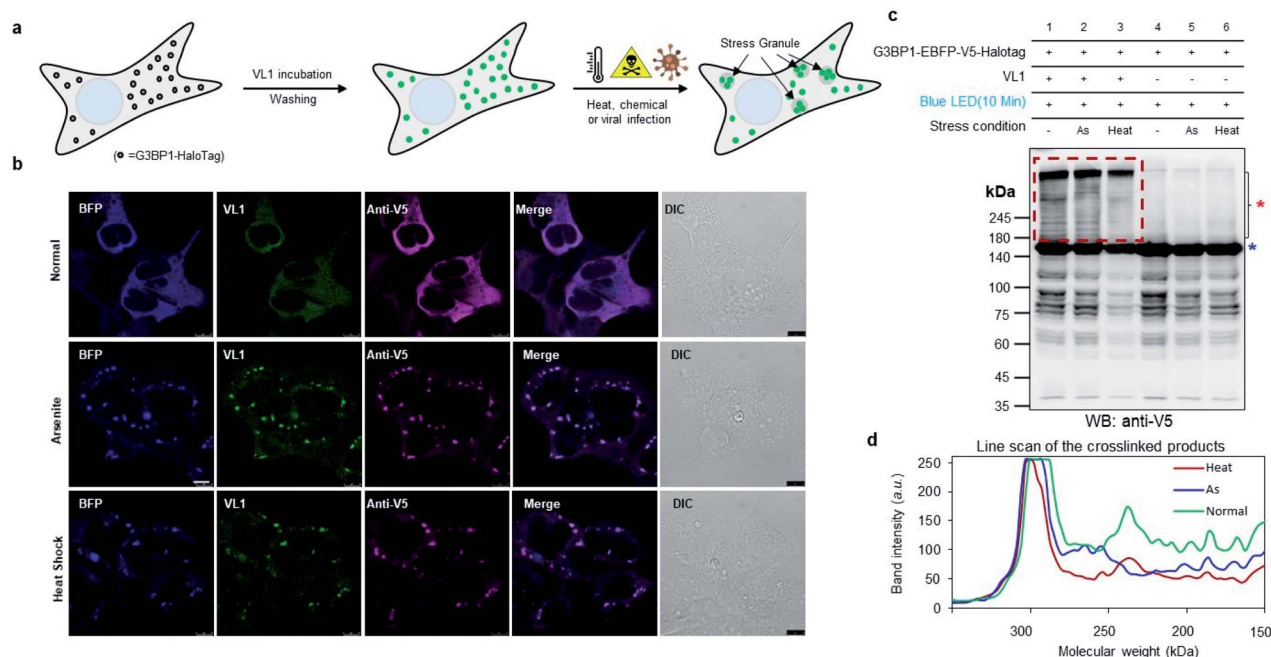 a
VL1 incubation
Washing
Heat, chemical
or viral infection
Stress Granule
( =G3BP1-HaloTag)
b
BFP
VL1
Anti-V5
Merge
DIC
Normal
BFP
VL1
Anti-V5
Merge
DIC
Arsenite
BFP
VL1
Anti-V5
Merge
DIC
Heat Shock
c
1 2 3 4 5 6
G3BP1-EBFP-V5-Halotag + + + + + +
VL1 + + + - - -
Blue LED(10 Min) + + + + + +
Stress condition - As Heat - As Heat
kDa
245
180
140
100
75
60
45
35
*
*
WB: anti-V5
d
Line scan of the crosslinked products
Band intensity (a.u.)
250
200
150
100
50
0
Heat
As
Normal
300 250 200 150
Molecular weight (kDa)